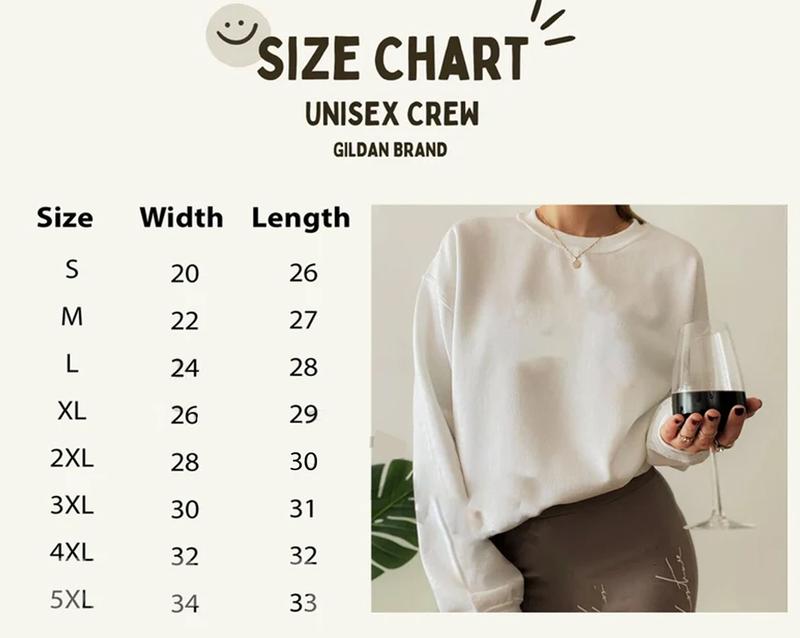 SIZE CHART
UNISEX CREW
GILDAN BRAND
Size Width Length
S 20 26
M 22 27
L 24 28
XL 26 29
2XL 28 30
3XL 30 31
4XL 32 32
5XL 34 33